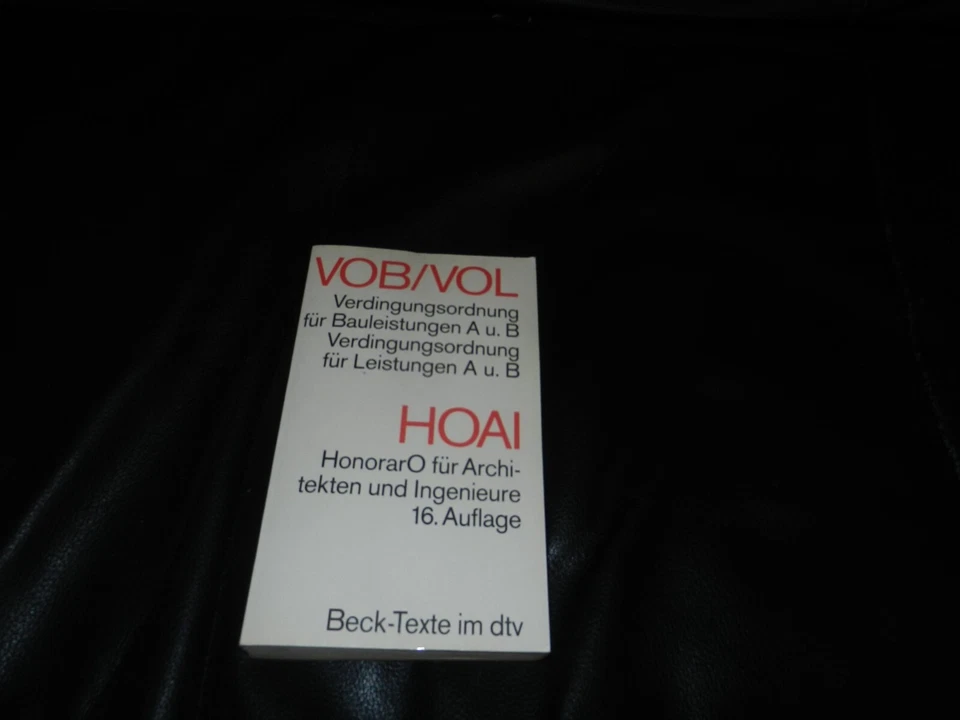 VOB/VOL
Verdingungsordnung
für Bauleistungen A u. B
Verdingungsordnung
für Leistungen A u. B
HOAI
HonorarO für Archi-
tekten und Ingenieure
16. Auflage
Beck-Texte im dtv